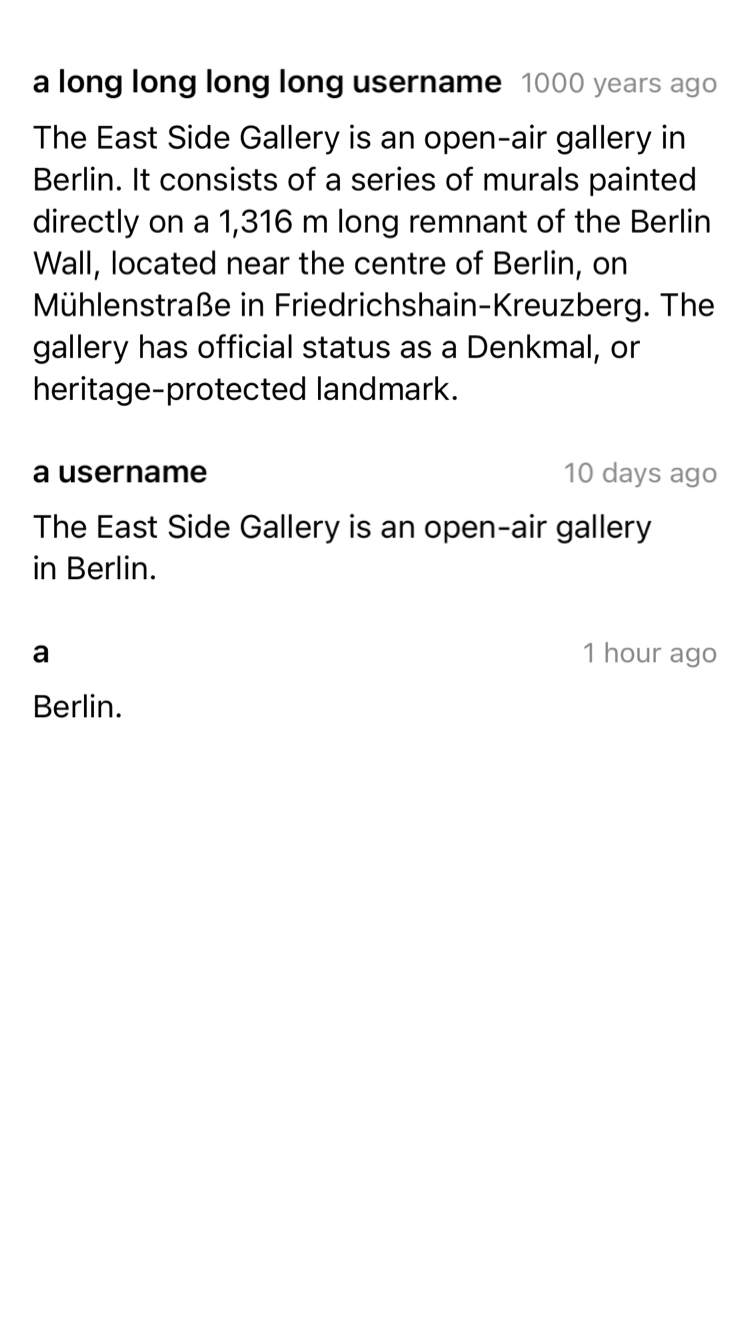 a long long long long username 1000 years ago
The East Side Gallery is an open-air gallery in
Berlin. It consists of a series of murals painted
directly on a 1,316 m long remnant of the Berlin
Wall, located near the centre of Berlin, on
Mühlenstraße in Friedrichshain-Kreuzberg. The
gallery has official status as a Denkmal, or
heritage-protected landmark.
a username 10 days ago
The East Side Gallery is an open-air gallery
in Berlin.
a 1 hour ago
Berlin.